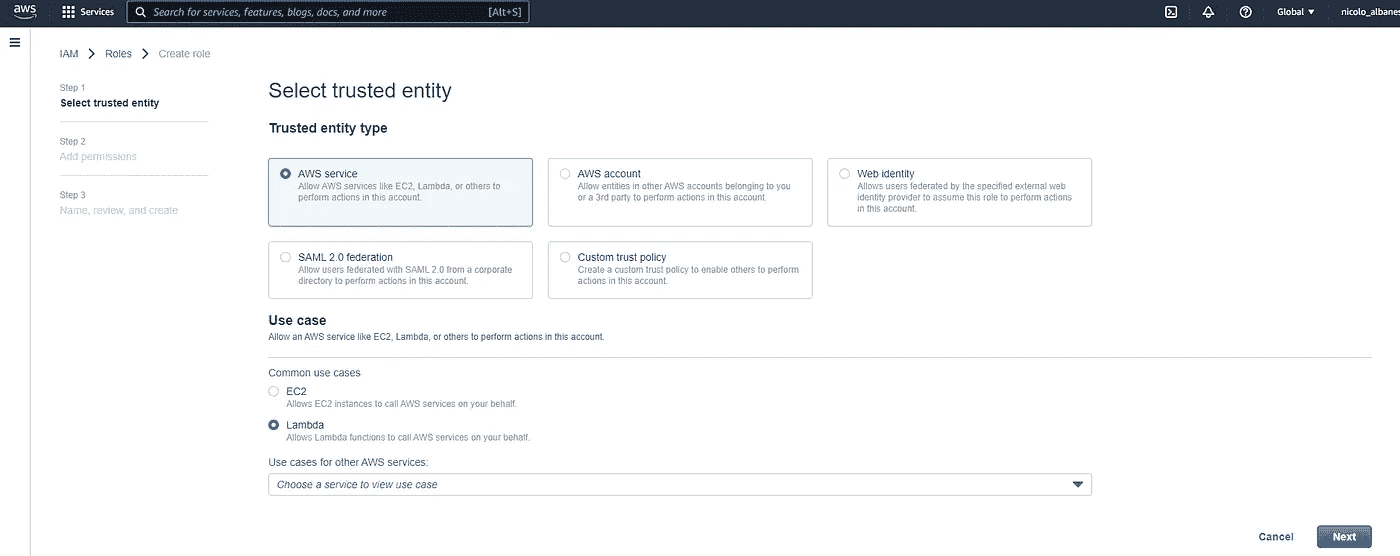 aws Services Search for services, features, blogs, docs, and more [Alt+S] Global nicolo_albanes
IAM Roles Create role
Step 1
Select trusted entity
Step 2
Add permissions
Step 3
Name, review, and create
Select trusted entity
Trusted entity type
AWS service
Allow AWS services like EC2, Lambda, or others to
perform actions in this account.
AWS account
Allow entities in other AWS accounts belonging to you
or a 3rd party to perform actions in this account.
Web identity
Allows users federated by the specified external web
identity provider to assume this role to perform actions
in this account.
SAML 2.0 federation
Allow users federated with SAML 2.0 from a corporate
directory to perform actions in this account.
Custom trust policy
Create a custom trust policy to enable others to perform
actions in this account.
Use case
Allow an AWS service like EC2, Lambda, or others to perform actions in this account.
Common use cases
EC2
Allows EC2 instances to call AWS services on your behalf.
Lambda
Allows Lambda functions to call AWS services on your behalf.
Use cases for other AWS services:
Choose a service to view use case
Cancel Next